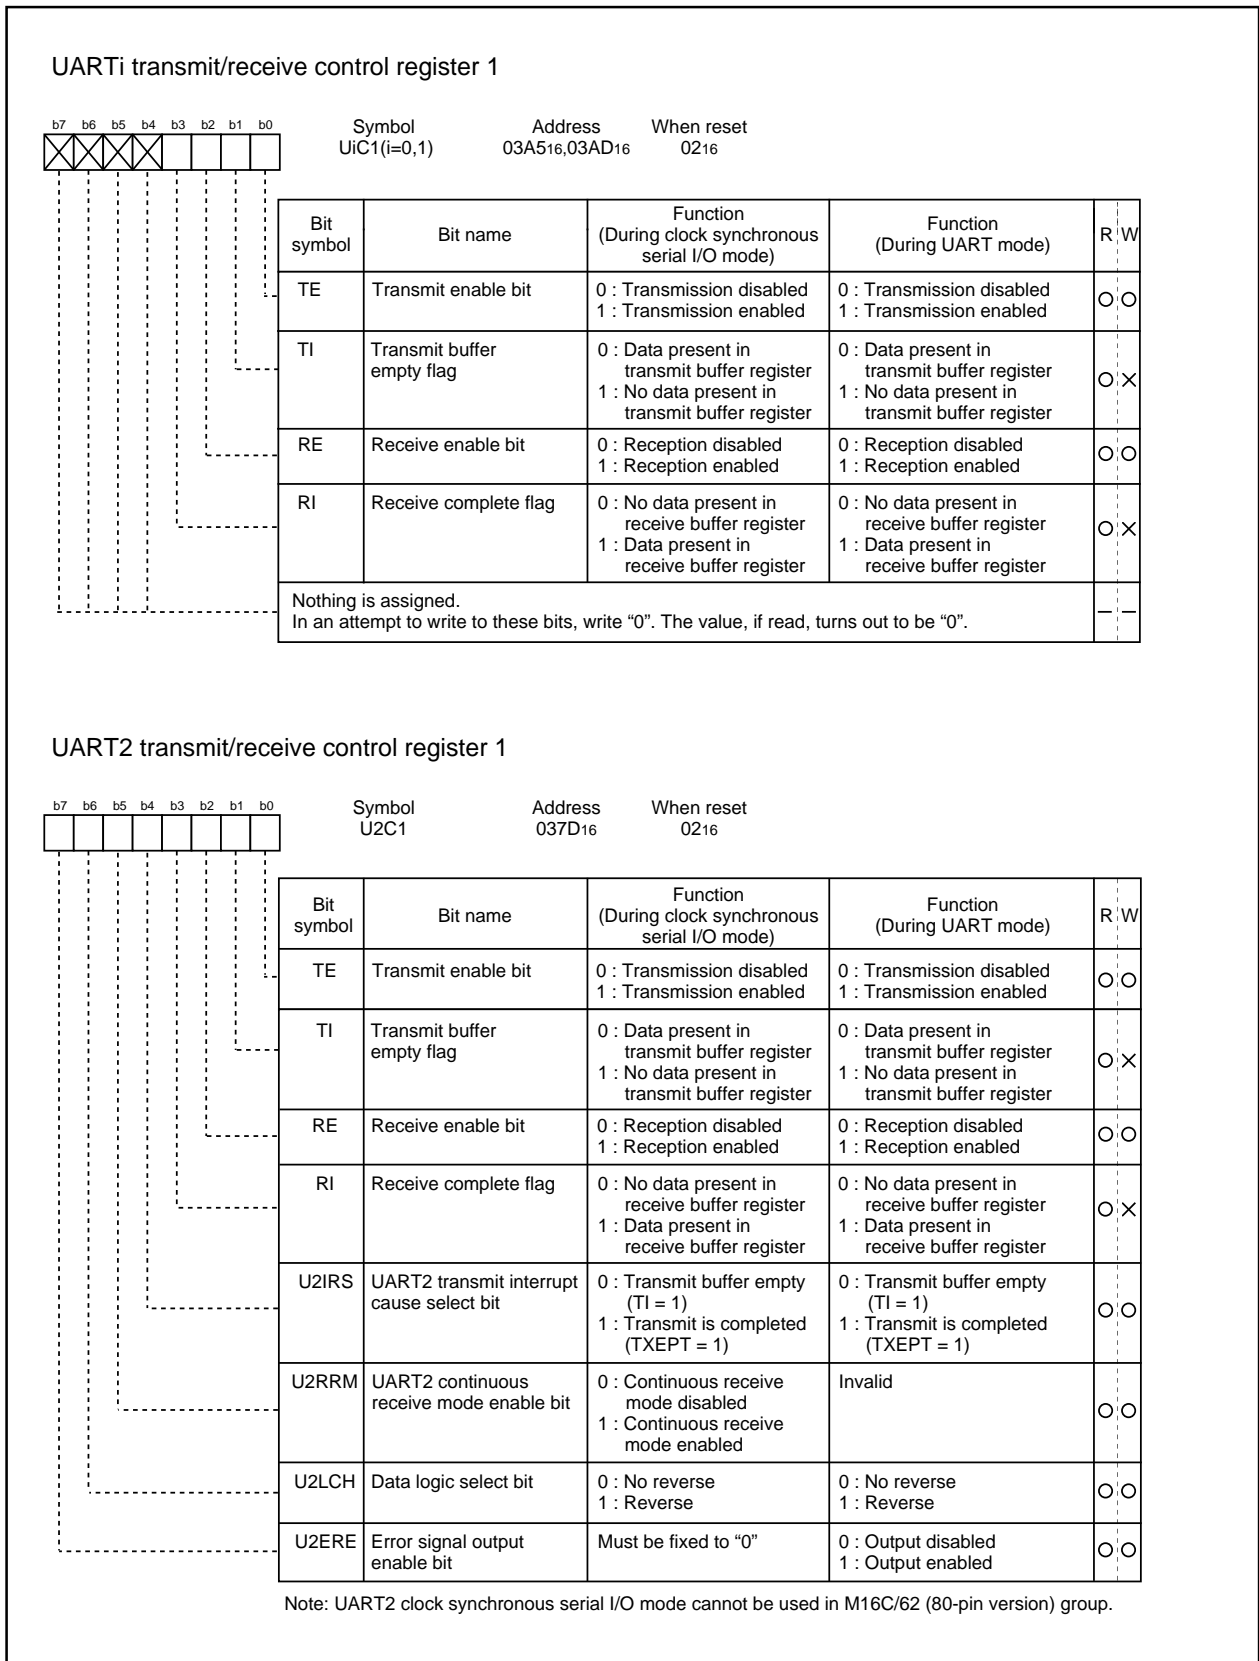 UARTi transmit/receive control register 1
b7 b6 b5 b4 b3 b2 b1 b0
Symbol Address When reset
UiC1(i=0,1) 03A516,03AD16 0216
Bit symbol
Bit name
Function
(During clock synchronous
serial I/O mode)
Function
(During UART mode)
R W
TE
Transmit enable bit
0 : Transmission disabled
1 : Transmission enabled
0 : Transmission disabled
1 : Transmission enabled
TI
Transmit buffer
empty flag
0 : Data present in
transmit buffer register
1 : No data present in
transmit buffer register
0 : Data present in
transmit buffer register
1 : No data present in
transmit buffer register
RE
Receive enable bit
0 : Reception disabled
1 : Reception enabled
0 : Reception disabled
1 : Reception enabled
RI
Receive complete flag
0 : No data present in
receive buffer register
1 : Data present in
receive buffer register
0 : No data present in
receive buffer register
1 : Data present in
receive buffer register
Nothing is assigned.
In an attempt to write to these bits, write “0”. The value, if read, turns out to be “0”.
UART2 transmit/receive control register 1
b7 b6 b5 b4 b3 b2 b1 b0
Symbol Address When reset
U2C1 037D16 0216
Bit symbol
Bit name
Function
(During clock synchronous
serial I/O mode)
Function
(During UART mode)
R W
TE
Transmit enable bit
0 : Transmission disabled
1 : Transmission enabled
0 : Transmission disabled
1 : Transmission enabled
TI
Transmit buffer
empty flag
0 : Data present in
transmit buffer register
1 : No data present in
transmit buffer register
0 : Data present in
transmit buffer register
1 : No data present in
transmit buffer register
RE
Receive enable bit
0 : Reception disabled
1 : Reception enabled
0 : Reception disabled
1 : Reception enabled
RI
Receive complete flag
0 : No data present in
receive buffer register
1 : Data present in
receive buffer register
0 : No data present in
receive buffer register
1 : Data present in
receive buffer register
U2IRS
UART2 transmit interrupt
cause select bit
0 : Transmit buffer empty
(TI = 1)
1 : Transmit is completed
(TXEPT = 1)
0 : Transmit buffer empty
(TI = 1)
1 : Transmit is completed
(TXEPT = 1)
U2RRM
UART2 continuous
receive mode enable bit
0 : Continuous receive
mode disabled
1 : Continuous receive
mode enabled
Invalid
U2LCH
Data logic select bit
0 : No reverse
1 : Reverse
0 : No reverse
1 : Reverse
U2ERE
Error signal output
enable bit
Must be fixed to “0”
0 : Output disabled
1 : Output enabled
Note: UART2 clock synchronous serial I/O mode cannot be used in M16C/62 (80-pin version) group.